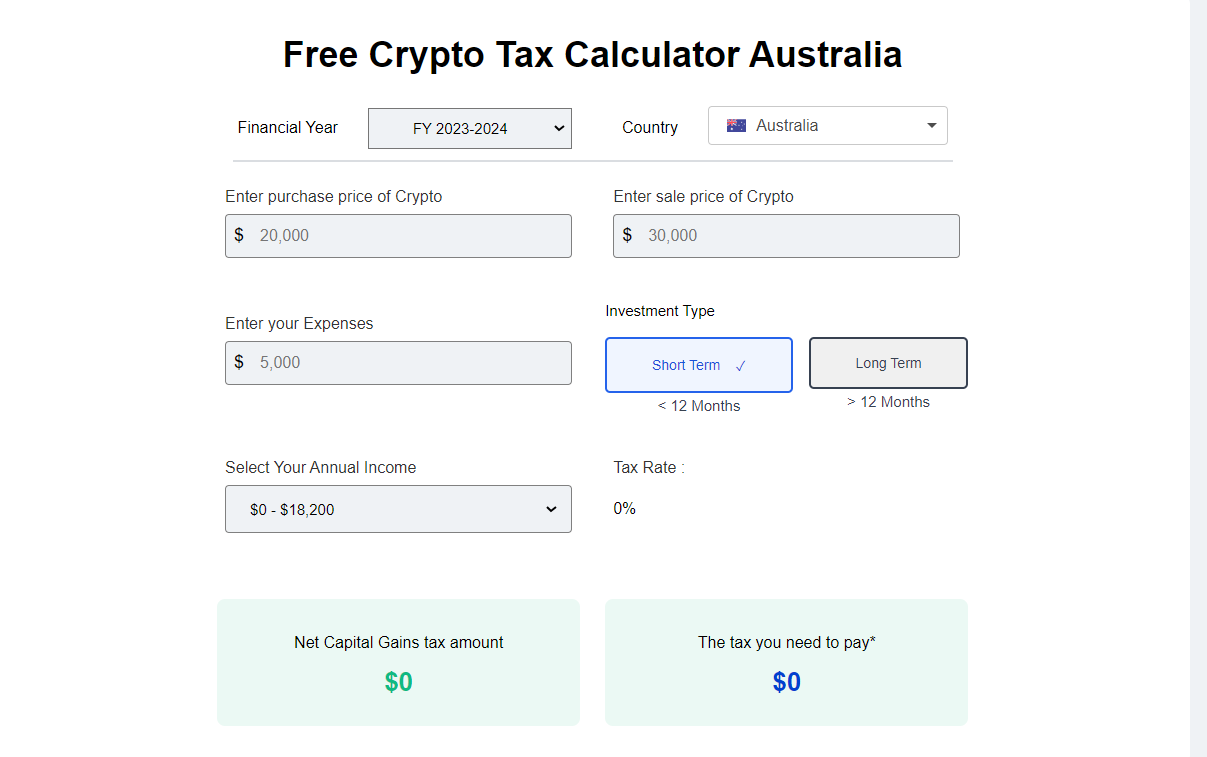 Free Crypto Tax Calculator Australia
Financial Year FY 2023-2024 Country Australia
Enter purchase price of Crypto Enter sale price of Crypto
$ 20,000 $ 30,000
Investment Type
Enter your Expenses
$ 5,000 Short Term ✓ Long Term
< 12 Months > 12 Months
Select Your Annual Income Tax Rate :
$0 - $18,200 0%
Net Capital Gains tax amount The tax you need to pay*
$0 $0